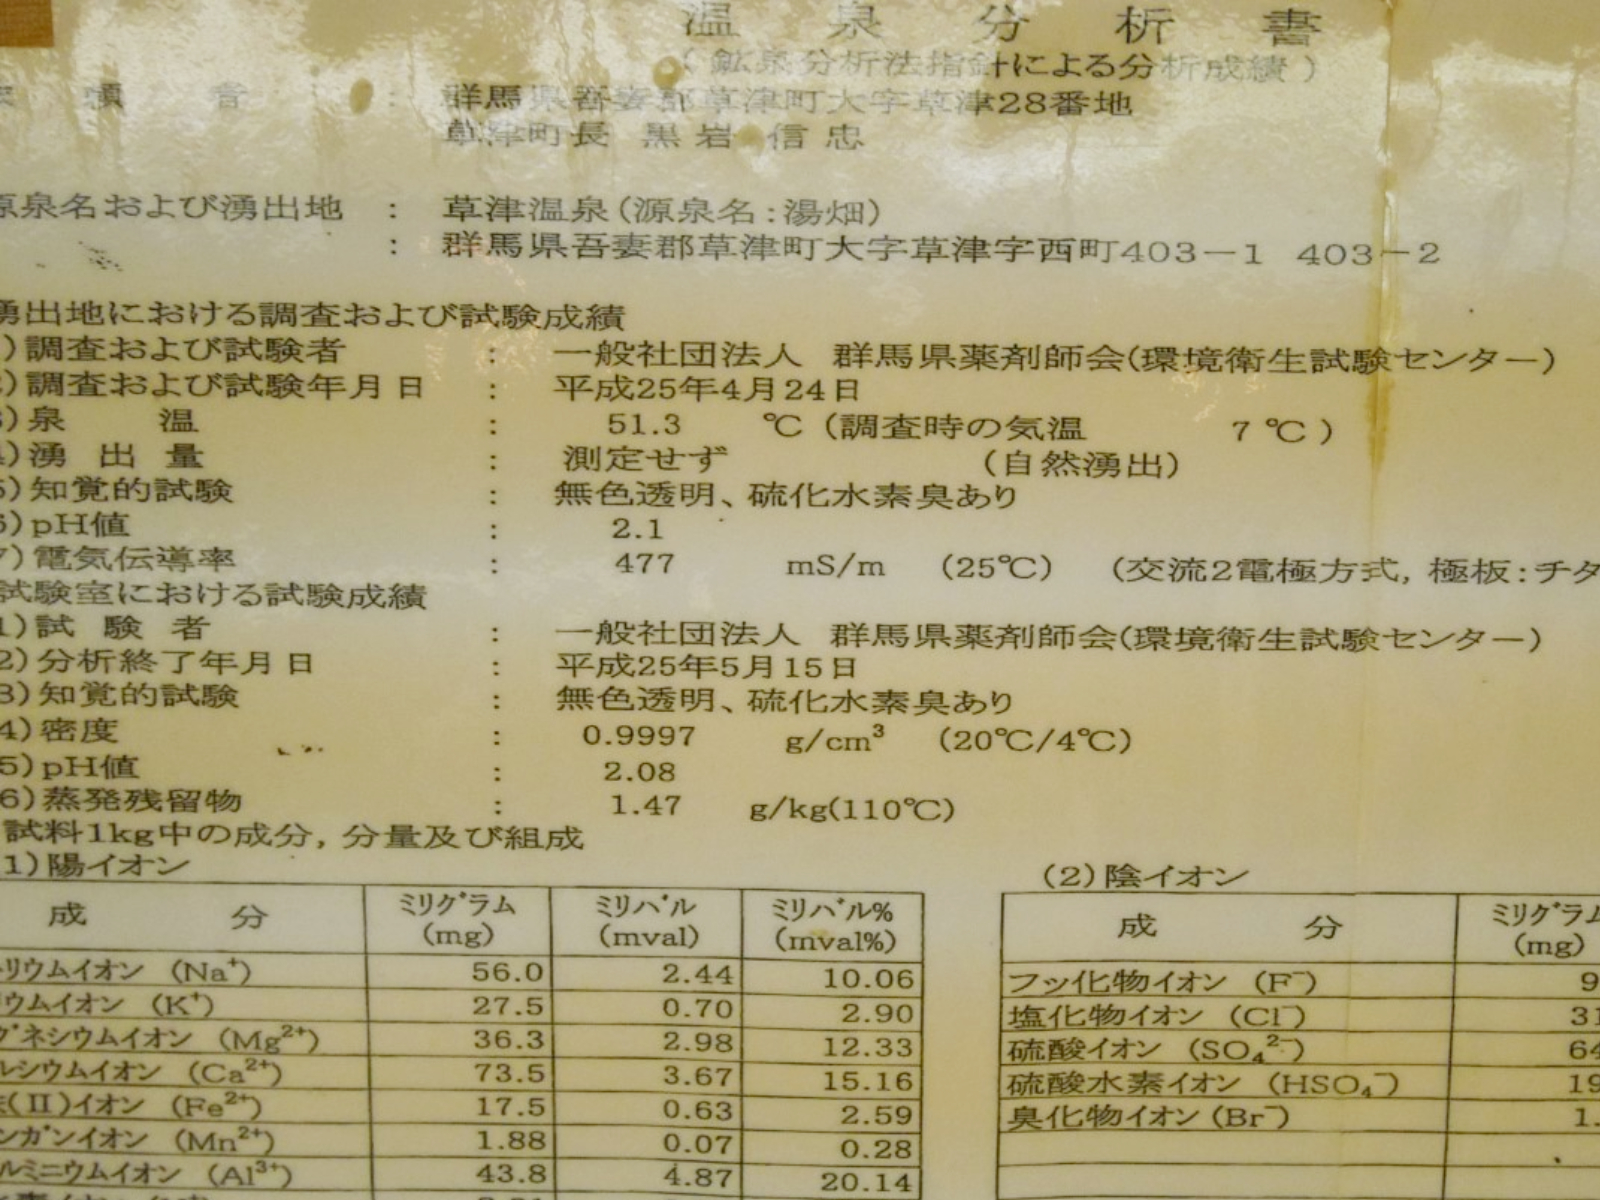 温泉分析書
(鉱泉分析法指針による分析成績)
頼者 : 群馬県吾妻郡草津町大字草津28番地
草津町長 黒岩 信忠
源泉名および湧出地 : 草津温泉(源泉名:湯畑)
: 群馬県吾妻郡草津町大字草津字西町403-1 403-2
湧出地における調査および試験成績
)調査および試験者 : 一般社団法人 群馬県薬剤師会(環境衛生試験センター)
2)調査および試験年月日 : 平成25年4月24日
3)泉温 : 51.3 ℃ (調査時の気温 7℃)
4)湧出量 : 測定せず (自然湧出)
5)知覚的試験 : 無色透明、硫化水素臭あり
6)pH値 : 2.1
7)電気伝導率 : 477 mS/m (25℃) (交流2電極方式, 極板:チタ
試験室における試験成績
1)試験者 : 一般社団法人 群馬県薬剤師会(環境衛生試験センター)
2)分析終了年月日 : 平成25年5月15日
3)知覚的試験 : 無色透明、硫化水素臭あり
4)密度 : 0.9997 g/cm³ (20℃/4℃)
5)pH値 : 2.08
6)蒸発残留物 : 1.47 g/kg(110℃)
試料1kg中の成分, 分量及び組成
1)陽イオン (2)陰イオン
成分 ミリグラム (mg) ミリバル (mval) ミリバル% (mval%) 成分 ミリグラム (mg)
リウムイオン (Na⁺) 56.0 2.44 10.06 フッ化物イオン (F⁻) 9
ウムイオン (K⁺) 27.5 0.70 2.90 塩化物イオン (Cl⁻) 31
グネシウムイオン (Mg²⁺) 36.3 2.98 12.33 硫酸イオン (SO₄²⁻) 64
ルシウムイオン (Ca²⁺) 73.5 3.67 15.16 硫酸水素イオン (HSO₄⁻) 19
(II)イオン (Fe²⁺) 17.5 0.63 2.59 臭化物イオン (Br⁻) 1.
ンガンイオン (Mn²⁺) 1.88 0.07 0.28
ルミニウムイオン (Al³⁺) 43.8 4.87 20.14